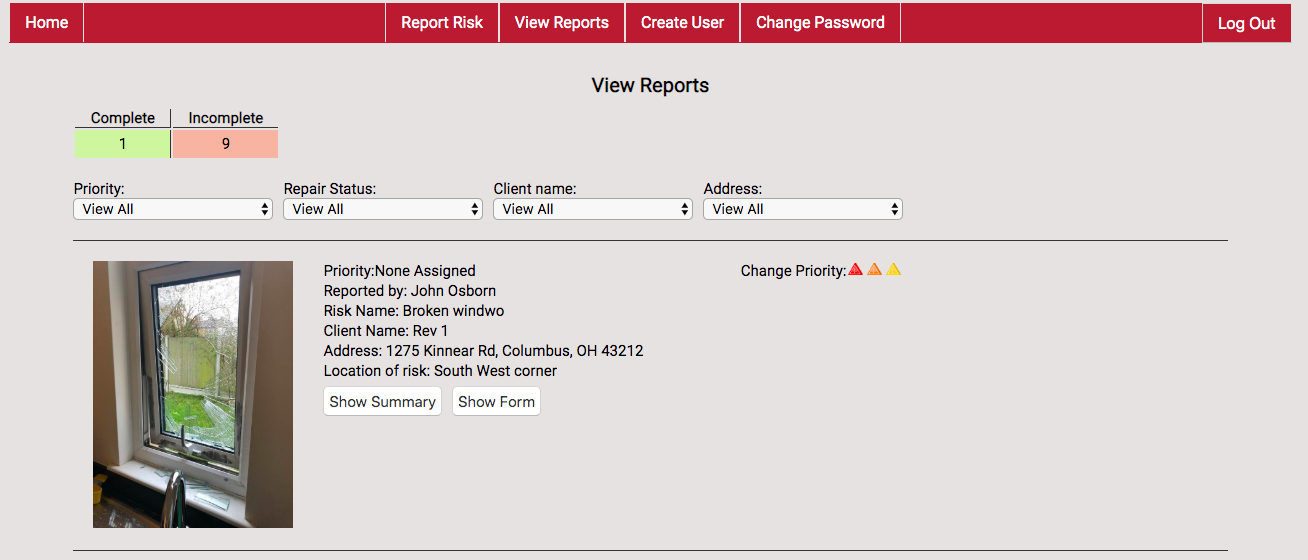 Home Report Risk View Reports Create User Change Password Log Out
View Reports
Complete Incomplete
1 9
Priority: Repair Status: Client name: Address:
View All View All View All View All
Priority:None Assigned Change Priority:
Reported by: John Osborn
Risk Name: Broken windwo
Client Name: Rev 1
Address: 1275 Kinnear Rd, Columbus, OH 43212
Location of risk: South West corner
Show Summary Show Form